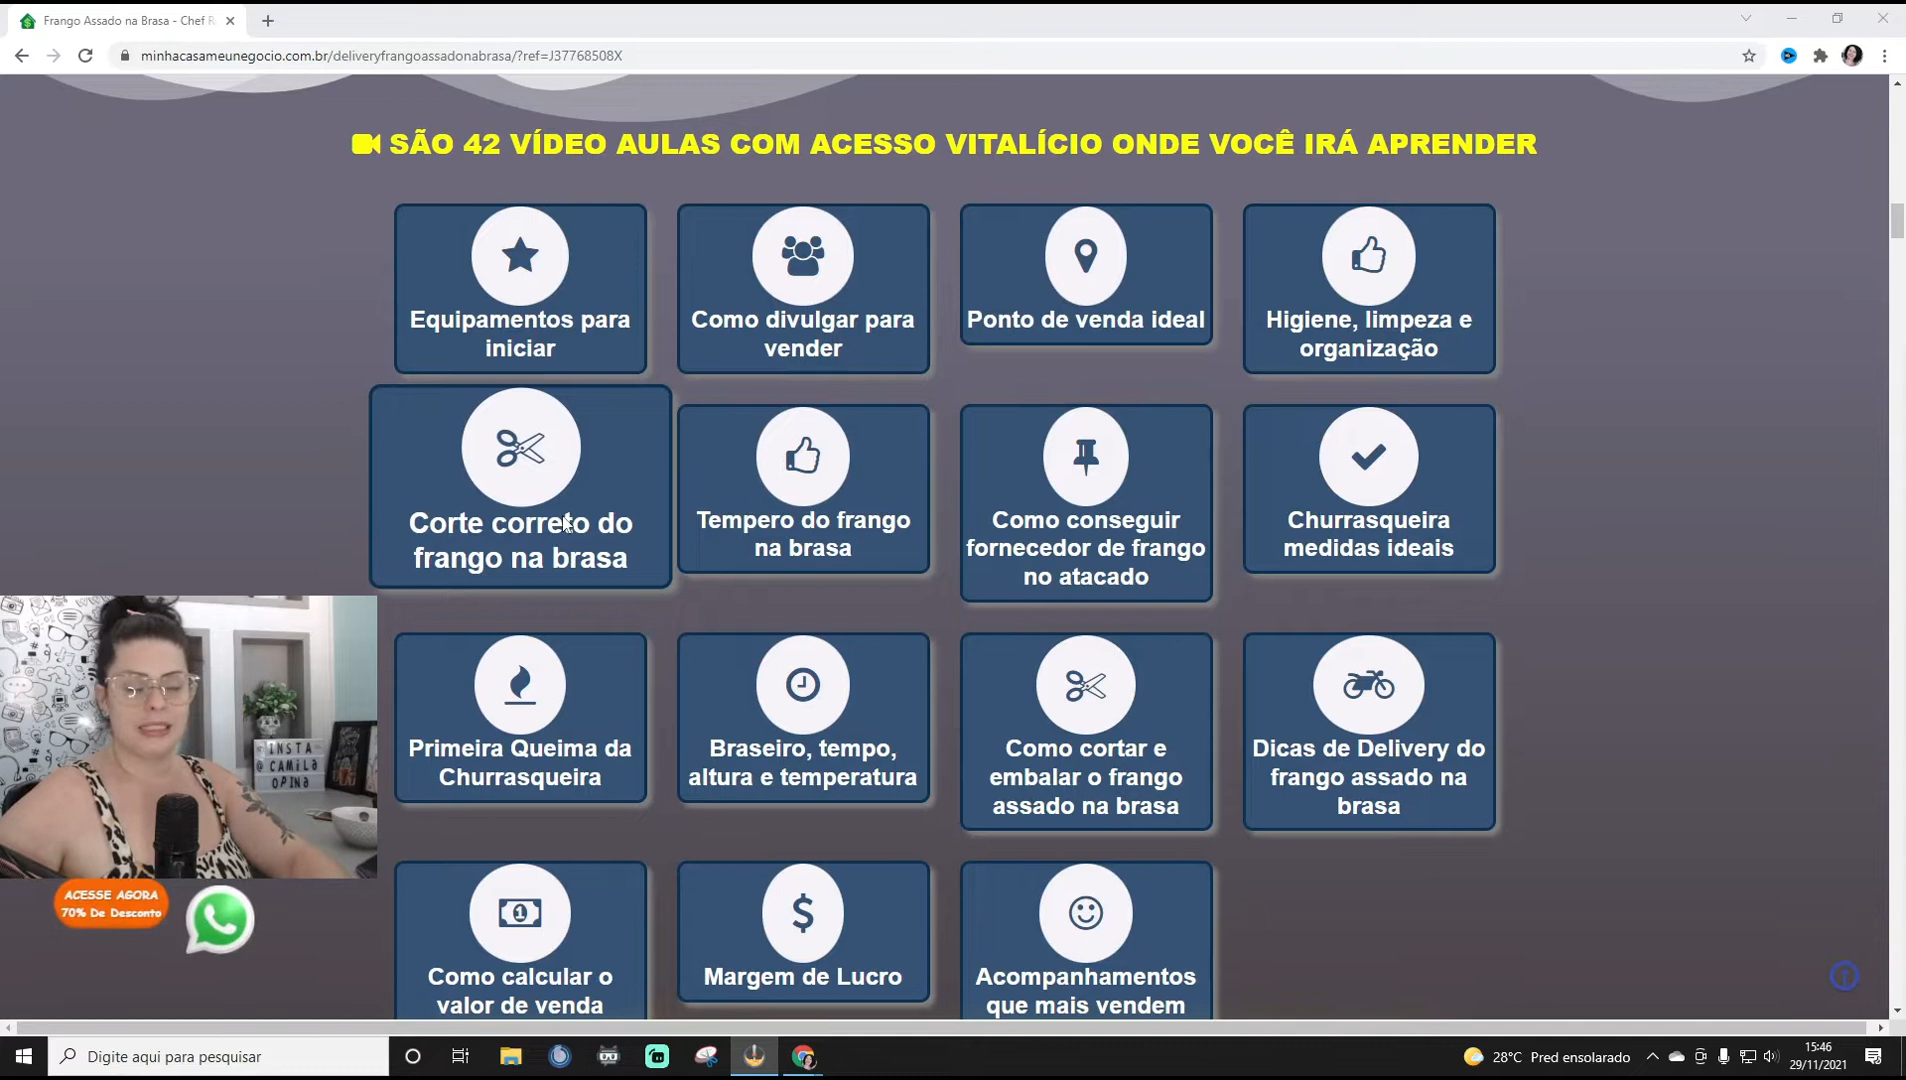 Frango Assado na Brasa - Chef R
minhacasameunegocio.com.br/deliveryfrangoassadonabrasa/?ref=J37768508X
SÃO 42 VÍDEO AULAS COM ACESSO VITALÍCIO ONDE VOCÊ IRÁ APRENDER
Equipamentos para
iniciar
Como divulgar para
vender
Ponto de venda ideal
Higiene, limpeza e
organização
Corte correto do
frango na brasa
Tempero do frango
na brasa
Como conseguir
fornecedor de frango
no atacado
Churrasqueira
medidas ideais
Primeira Queima da
Churrasqueira
Braseiro, tempo,
altura e temperatura
Como cortar e
embalar o frango
assado na brasa
Dicas de Delivery do
frango assado na
brasa
INSTA
@CAMILA
OPINA
ACESSE AGORA
70% De Desconto
Como calcular o
valor de venda
Margem de Lucro
Acompanhamentos
que mais vendem
Digite aqui para pesquisar
28°C Pred ensolarado
15:46
29/11/2021